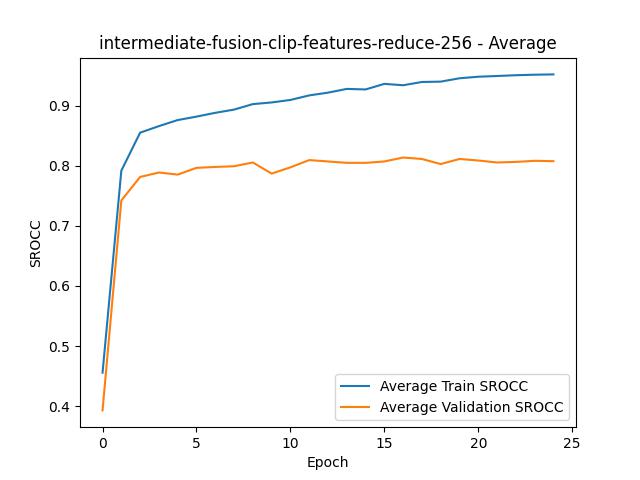 intermediate-fusion-clip-features-reduce-256 - Average
0.9
0.8
0.7
0.6
0.5
0.4
SROCC
Average Train SROCC
Average Validation SROCC
0 5 10 15 20 25
Epoch